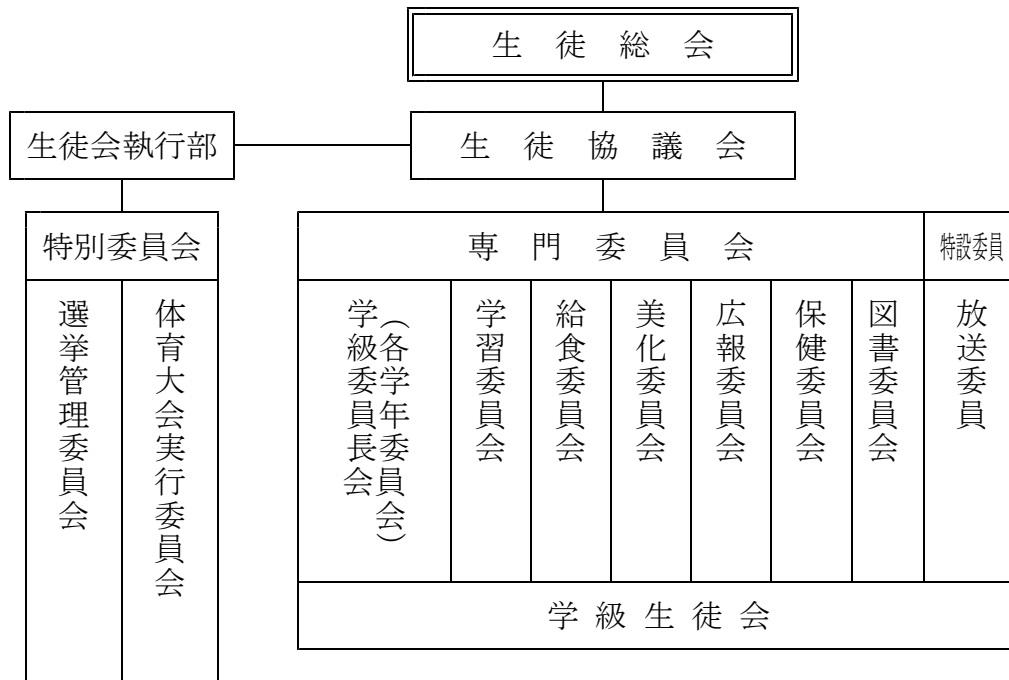 生徒総会
生徒会執行部
生徒協議会
特別委員会
専門委員会
特設委員
選挙管理委員会
体育大会実行委員会
学級委員長会
（各学年委員会）
学習委員会
給食委員会
美化委員会
広報委員会
保健委員会
図書委員会
放送委員
学級生徒会